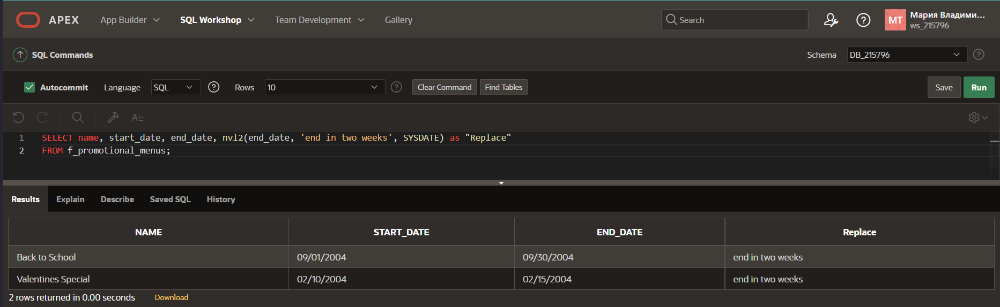 APEX App Builder SQL Workshop Team Development Gallery Search ? MT Мария Владими...
ws_215796
SQL Commands Schema DB_215796 ?
Autocommit Language SQL ? Rows 10 ? Clear Command Find Tables Save Run
A::
1 SELECT name, start_date, end_date, nvl2(end_date, 'end in two weeks', SYSDATE) as "Replace"
2 FROM f_promotional_menus;
Results Explain Describe Saved SQL History
NAME START_DATE END_DATE Replace
Back to School 09/01/2004 09/30/2004 end in two weeks
Valentines Special 02/10/2004 02/15/2004 end in two weeks
2 rows returned in 0.00 seconds Download